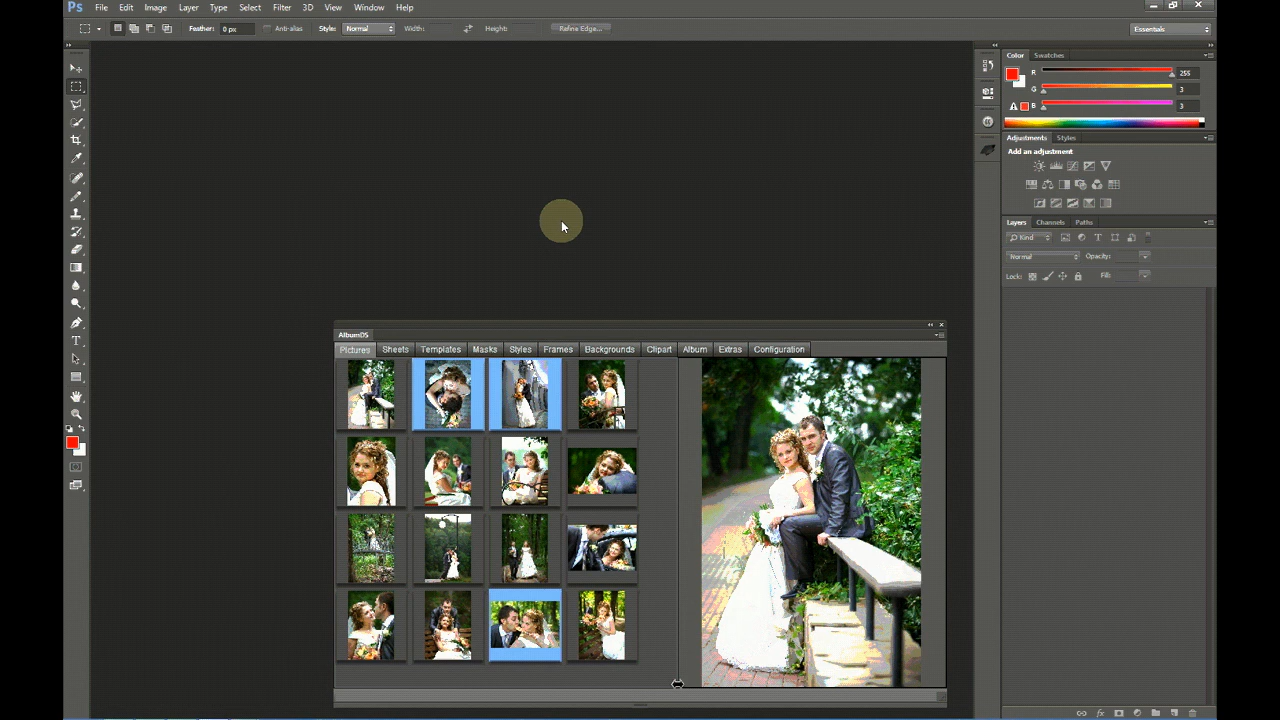 Ps File Edit Image Layer Type Select Filter 3D View Window Help
Feather: 0 px Anti-alias Style: Normal Width: Height: Refine Edge... Essentials
Color Swatches
R 255
G 3
B 3
Adjustments Styles
Add an adjustment
Layers Channels Paths
Kind
Normal Opacity:
Lock: Fill:
AlbumDS
Pictures Sheets Templates Masks Styles Frames Backgrounds Clipart Album Extras Configuration